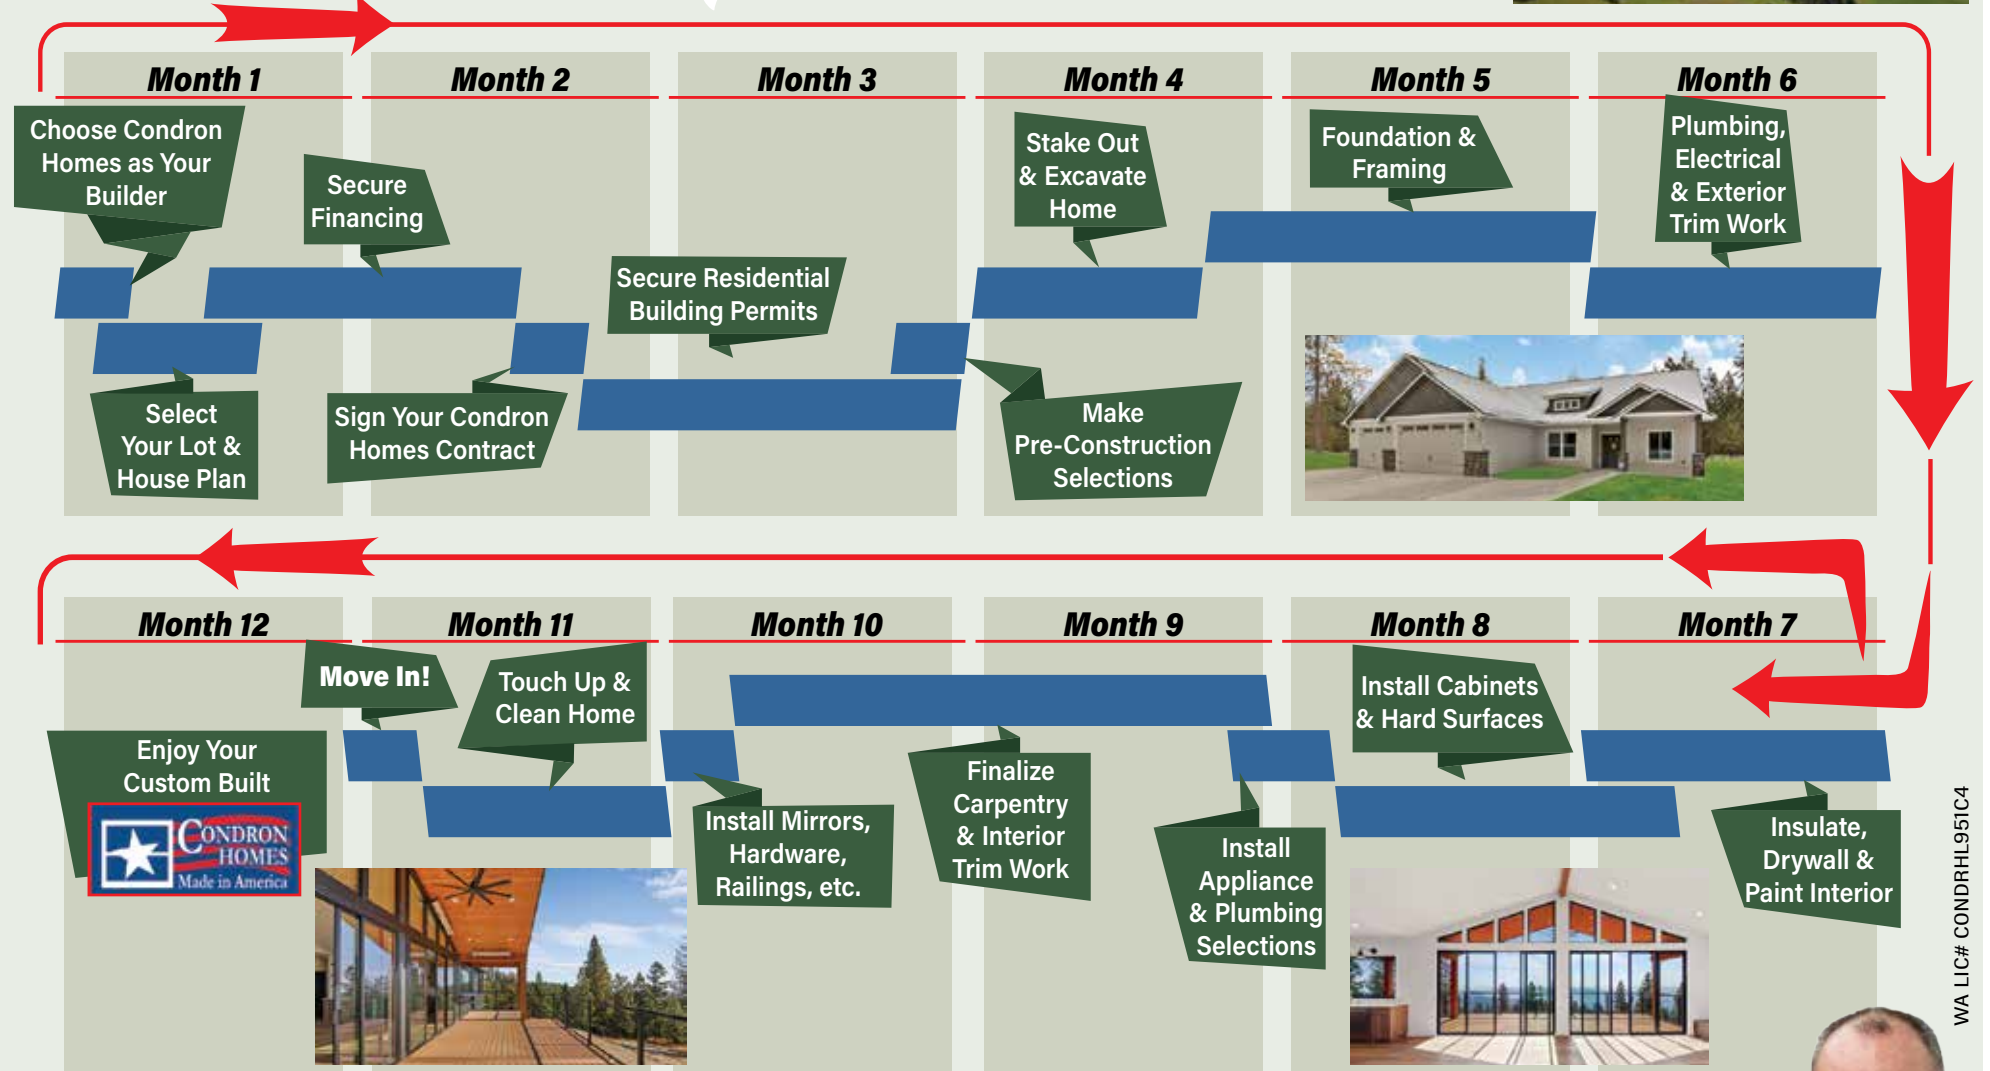 Month 1
Month 2
Month 3
Month 4
Month 5
Month 6
Choose Condron
Homes as Your
Builder
Select
Your Lot &
House Plan
Secure
Financing
Sign Your Condron
Homes Contract
Secure Residential
Building Permits
Make
Pre-Construction
Selections
Stake Out
& Excavate
Home
Foundation &
Framing
Plumbing,
Electrical
& Exterior
Trim Work
Month 12
Month 11
Month 10
Month 9
Month 8
Month 7
Insulate,
Drywall &
Paint Interior
Install Cabinets
& Hard Surfaces
Install
Appliance
& Plumbing
Selections
Finalize
Carpentry
& Interior
Trim Work
Install Mirrors,
Hardware,
Railings, etc.
Touch Up &
Clean Home
Move In!
Enjoy Your
Custom Built
CONDRON
HOMES
Made in America
WA LIC# CONDRHL951C4